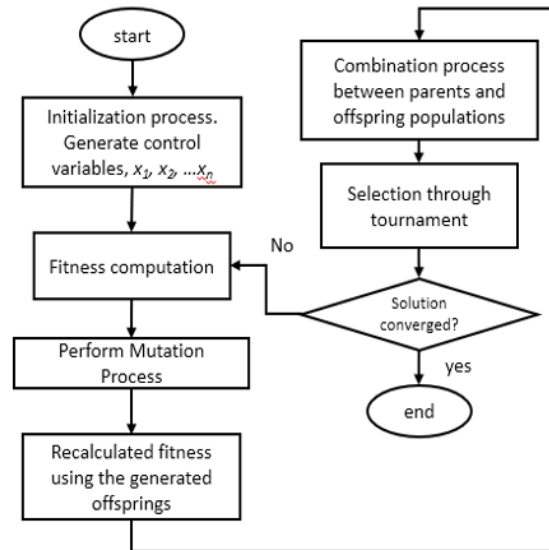 start
Initialization process.
Generate control
variables, x1, x2, ...xn
Fitness computation
Perform Mutation
Process
Recalculated fitness
using the generated
offsprings
Combination process
between parents and
offspring populations
Selection through
tournament
No
Solution
converged?
yes
end